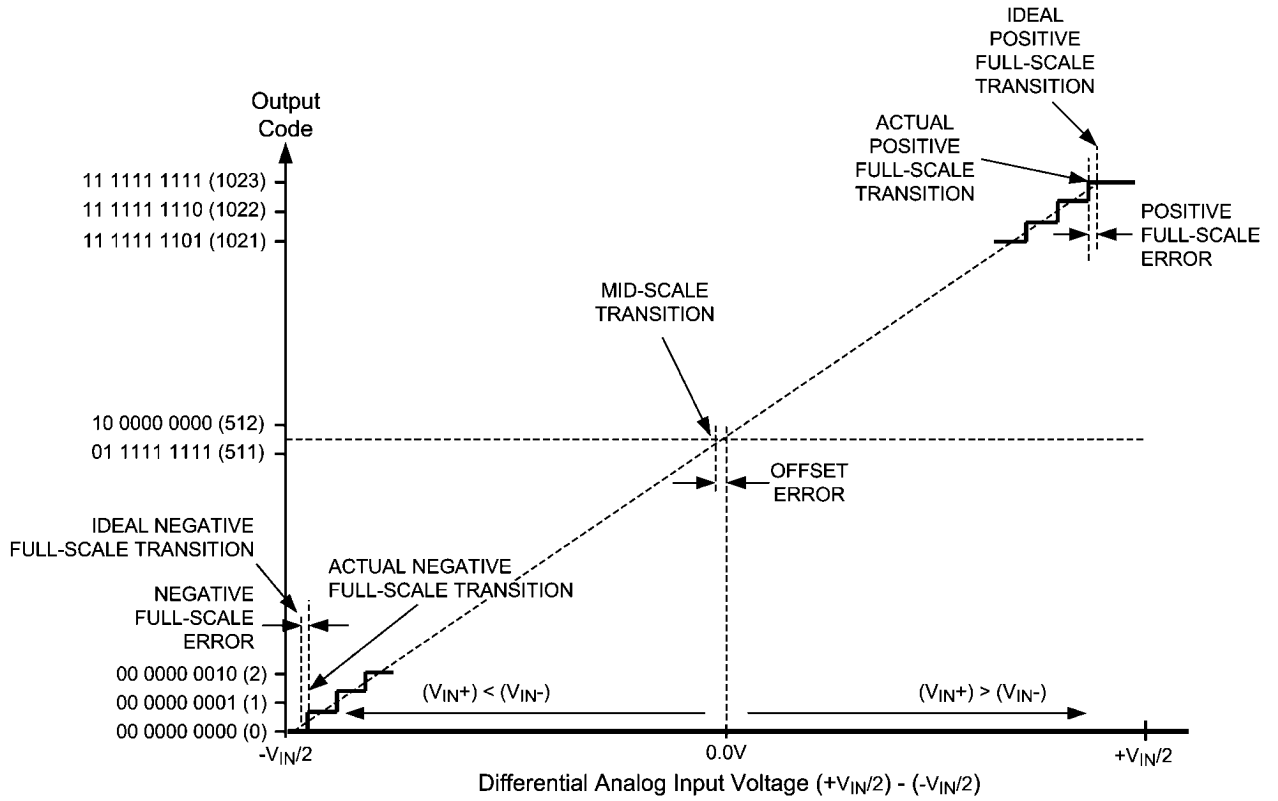 IDEAL
POSITIVE
FULL-SCALE
TRANSITION
Output
Code
ACTUAL
POSITIVE
FULL-SCALE
TRANSITION
11 1111 1111 (1023)
11 1111 1110 (1022)
11 1111 1101 (1021)
POSITIVE
FULL-SCALE
ERROR
MID-SCALE
TRANSITION
10 0000 0000 (512)
01 1111 1111 (511)
OFFSET
ERROR
IDEAL NEGATIVE
FULL-SCALE TRANSITION
ACTUAL NEGATIVE
FULL-SCALE TRANSITION
NEGATIVE
FULL-SCALE
ERROR
00 0000 0010 (2)
00 0000 0001 (1)
00 0000 0000 (0)
(VIN+) < (VIN-)
(VIN+) > (VIN-)
-VIN/2
0.0V
+VIN/2
Differential Analog Input Voltage (+VIN/2) - (-VIN/2)